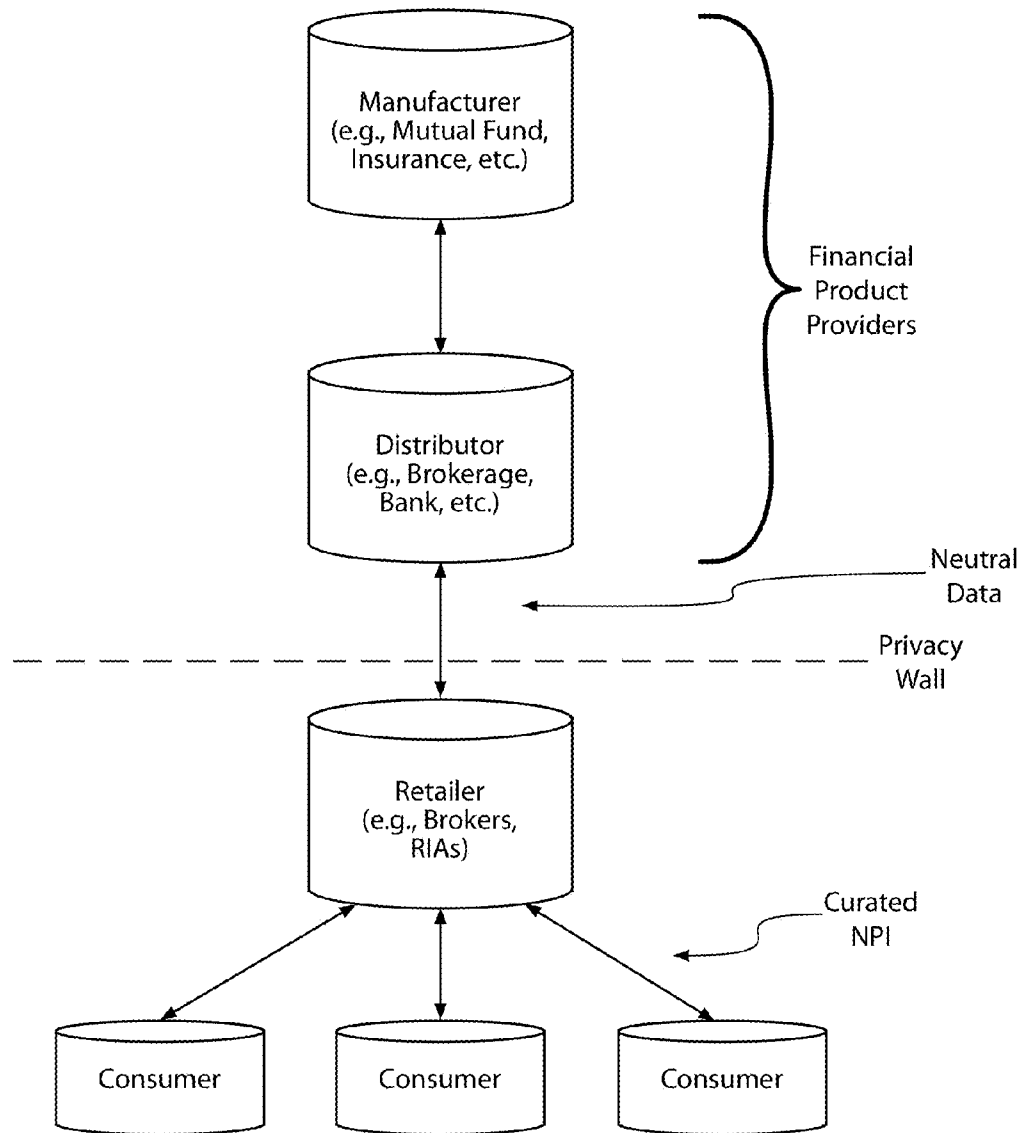 Manufacturer
(e.g., Mutual Fund,
Insurance, etc.)
Financial
Product
Providers
Distributor
(e.g., Brokerage,
Bank, etc.)
Neutral
Data
Privacy
Wall
Retailer
(e.g., Brokers,
RIAs)
Curated
NPI
Consumer
Consumer
Consumer